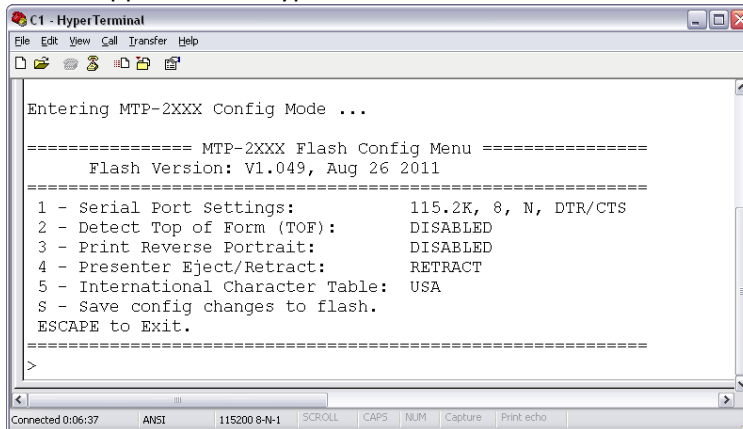 C1 - HyperTerminal
File Edit View Call Transfer Help
Entering MTP-2XXX Config Mode ...
================ MTP-2XXX Flash Config Menu ================
Flash Version: V1.049, Aug 26 2011
============================================================
1 - Serial Port Settings: 115.2K, 8, N, DTR/CTS
2 - Detect Top of Form (TOF): DISABLED
3 - Print Reverse Portrait: DISABLED
4 - Presenter Eject/Retract: RETRACT
5 - International Character Table: USA
S - Save config changes to flash.
ESCAPE to Exit.
============================================================
>
Connected 0:06:37 ANSI 115200 8-N-1 SCROLL CAPS NUM Capture Print echo